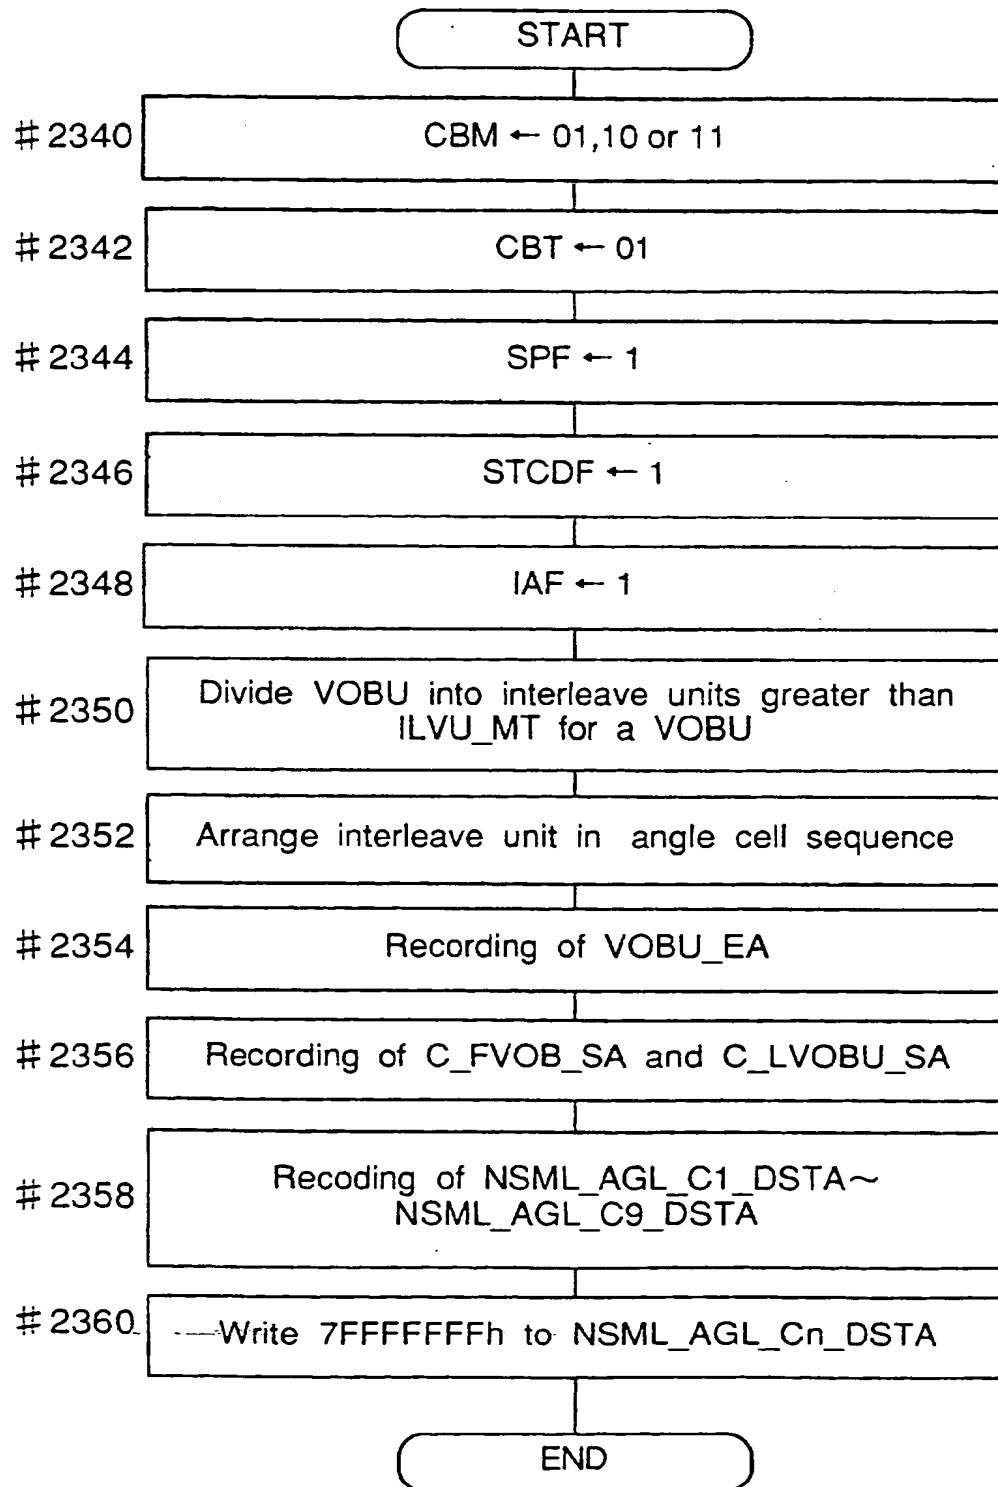 START
#2340 CBM ← 01,10 or 11
#2342 CBT ← 01
#2344 SPF ← 1
#2346 STCDF ← 1
#2348 IAF ← 1
#2350 Divide VOBU into interleave units greater than
ILVU_MT for a VOBU
#2352 Arrange interleave unit in angle cell sequence
#2354 Recording of VOBU_EA
#2356 Recording of C_FVOB_SA and C_LVOBU_SA
#2358 Recoding of NSML_AGL_C1_DSTA~
NSML_AGL_C9_DSTA
#2360 Write 7FFFFFFFh to NSML_AGL_Cn_DSTA
END